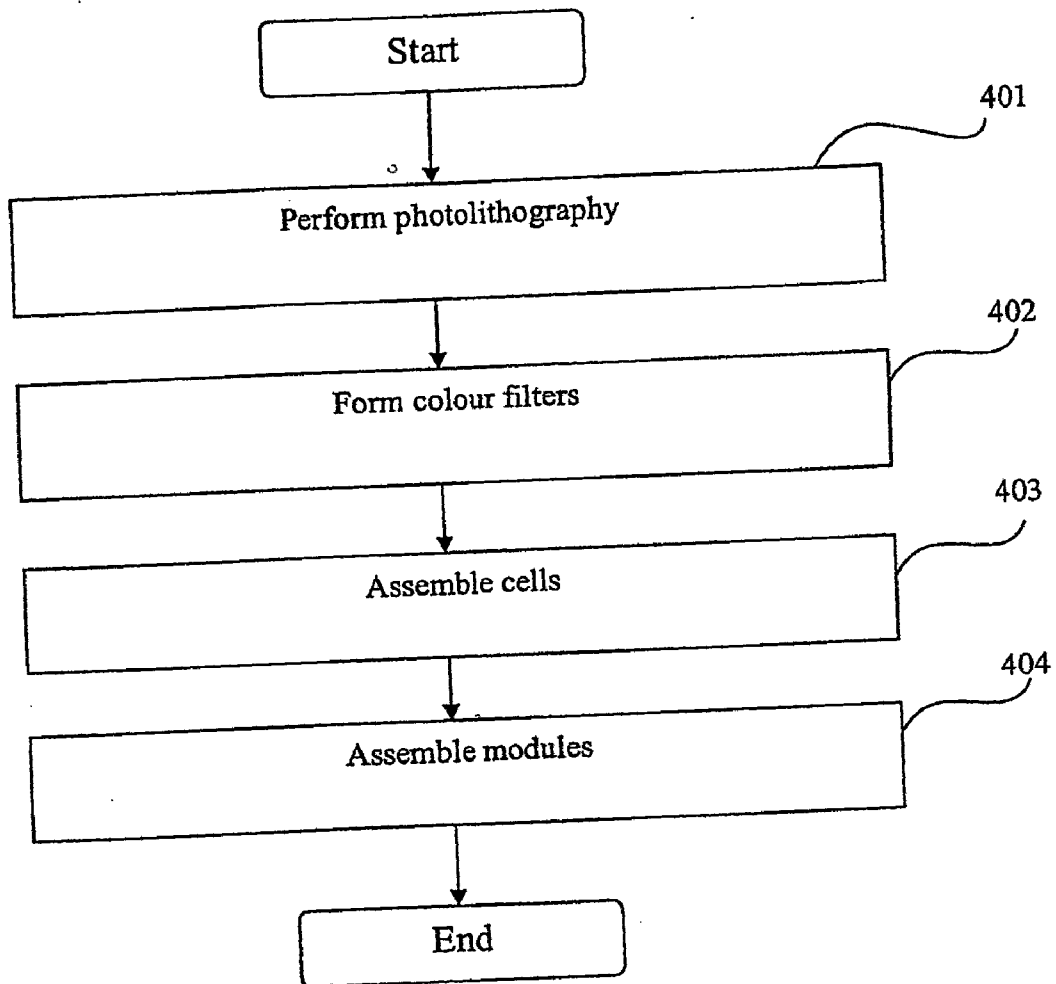 Start
401
Perform photolithography
402
Form colour filters
403
Assemble cells
404
Assemble modules
End